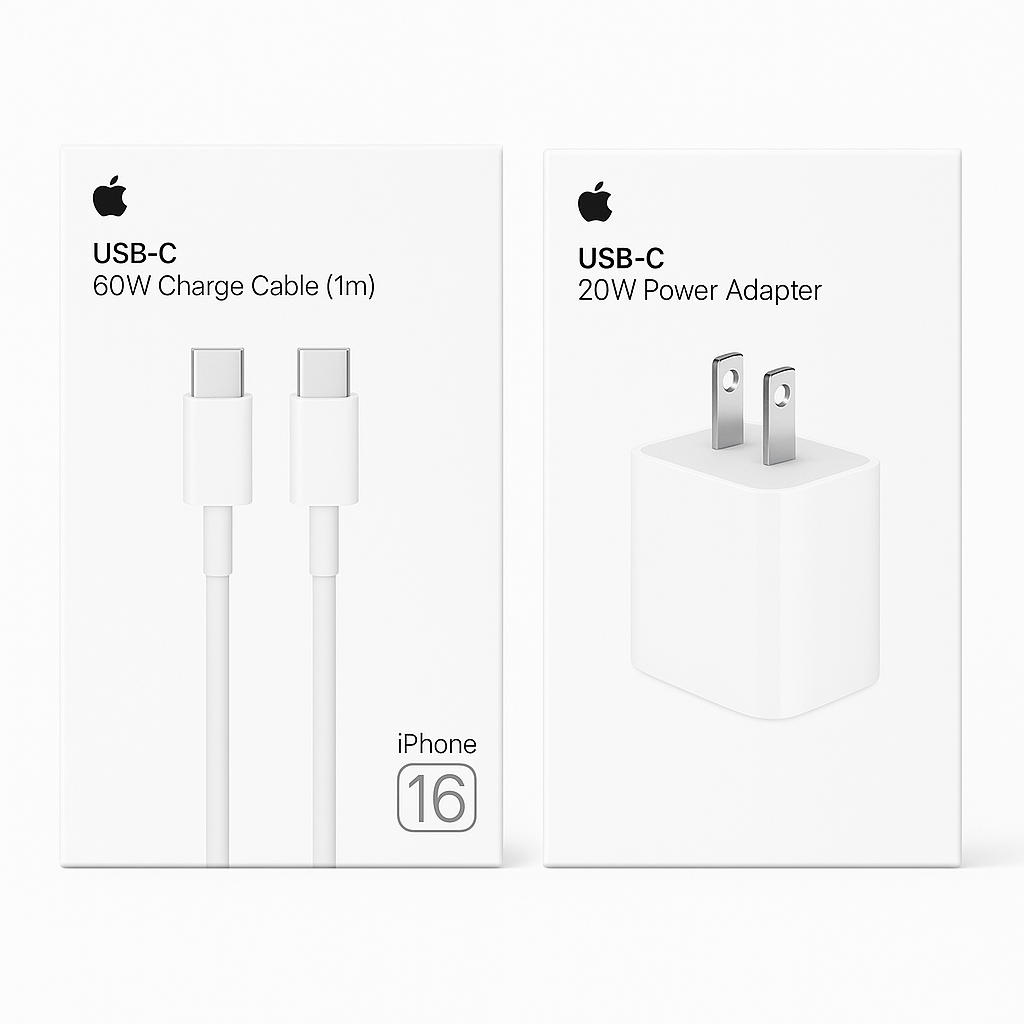 USB-C
60W Charge Cable (1m)
iPhone
16
USB-C
20W Power Adapter